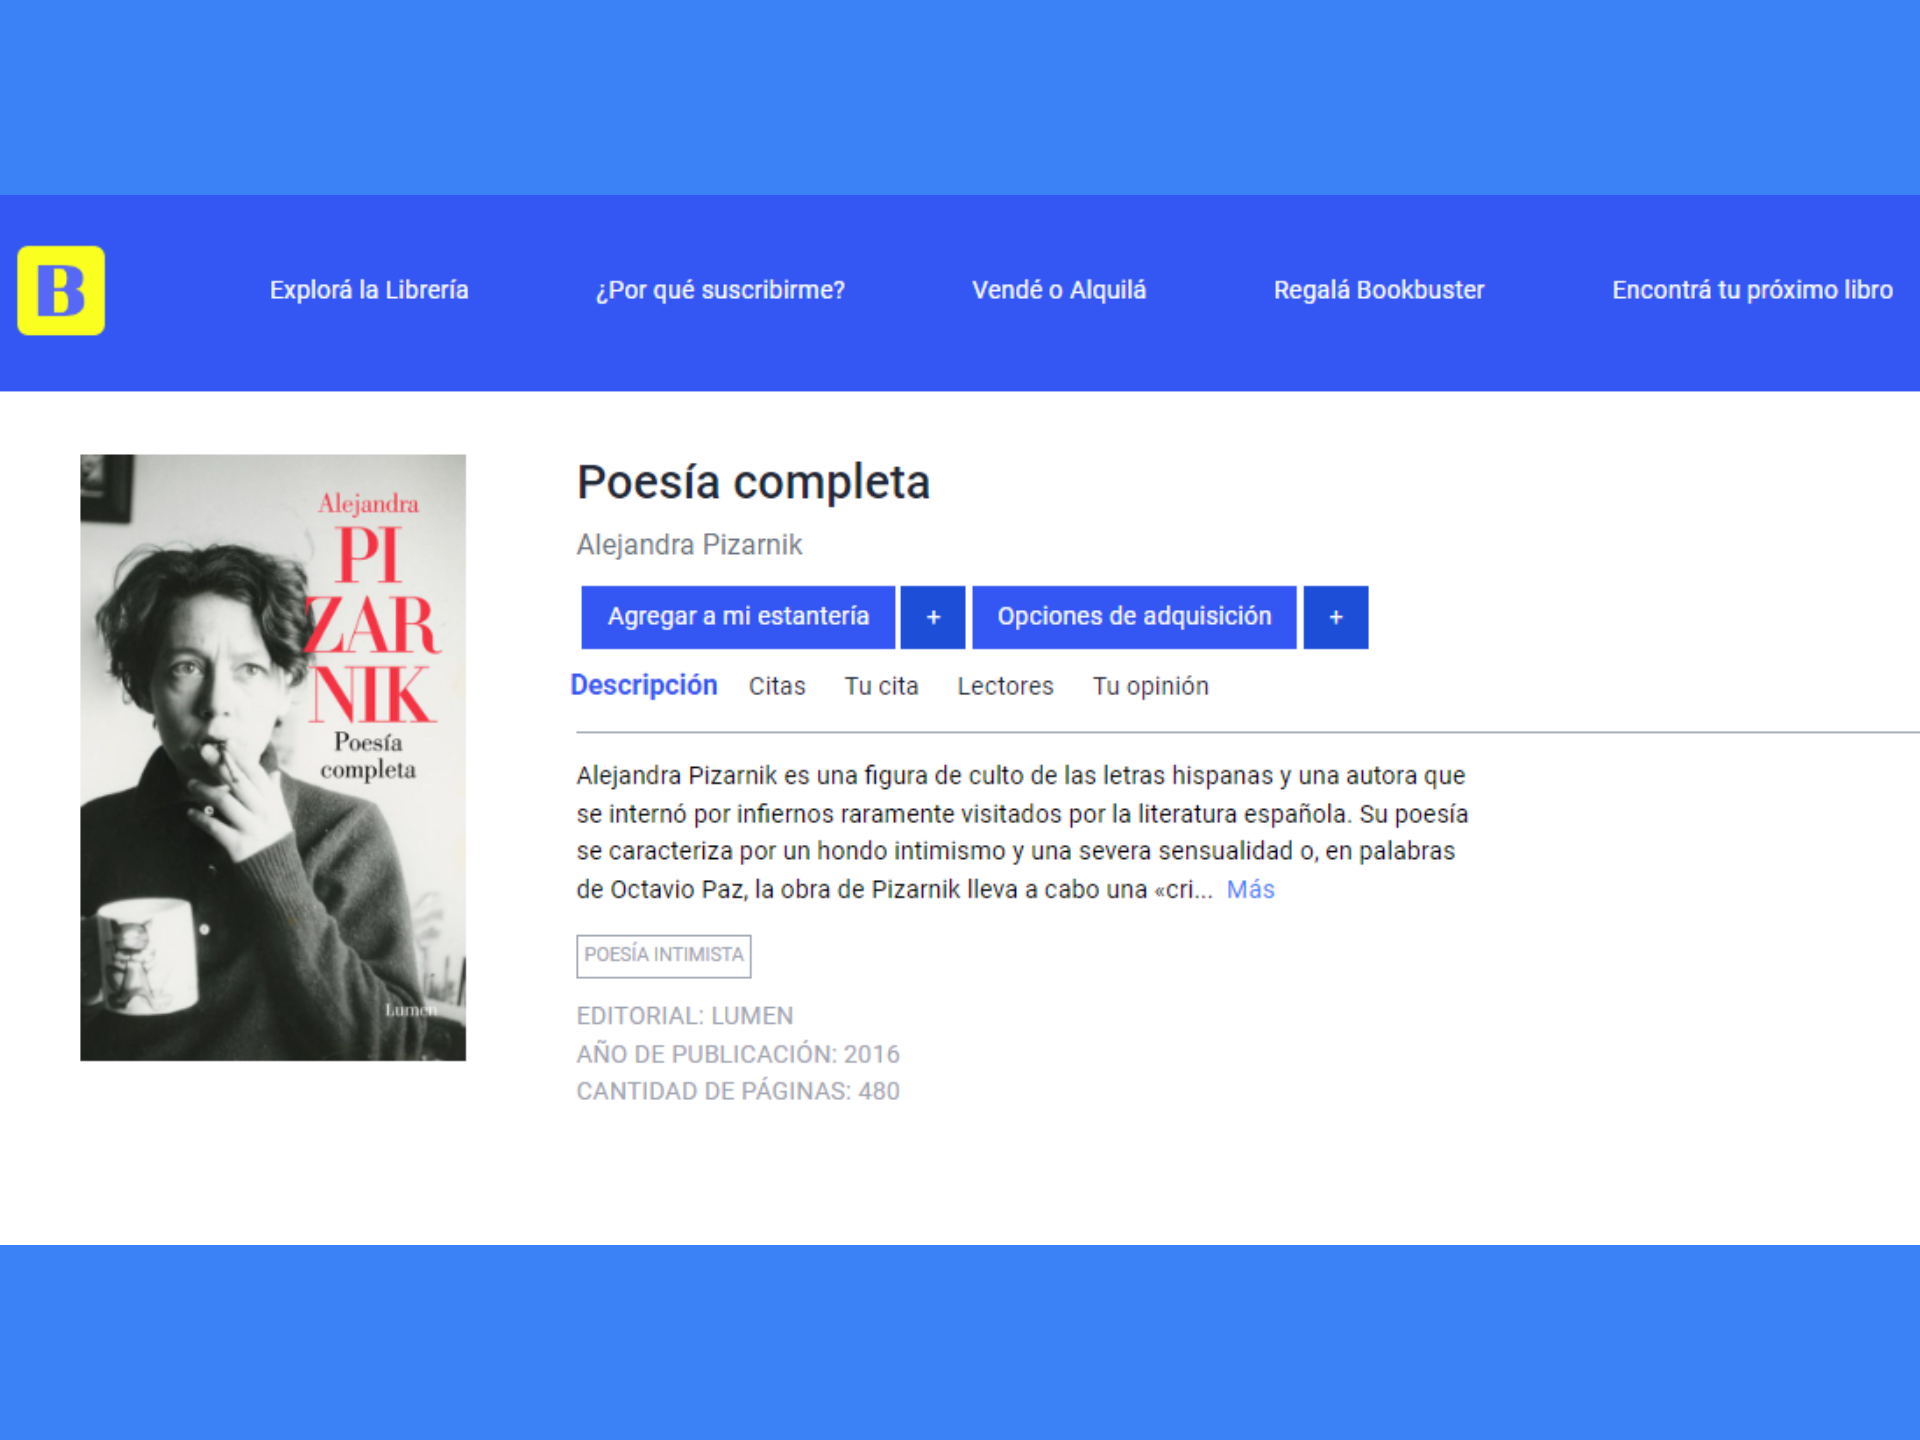 B
Explorá la Librería
¿Por qué suscribirme?
Vendé o Alquilá
Regalá Bookbuster
Encontrá tu próximo libro
Alejandra
PI
ZAR
NIK
Poesía
completa
Lumen
Poesía completa
Alejandra Pizarnik
Agregar a mi estantería
+
Opciones de adquisición
+
Descripción
Citas
Tu cita
Lectores
Tu opinión
Alejandra Pizarnik es una figura de culto de las letras hispanas y una autora que
se internó por infiernos raramente visitados por la literatura española. Su poesía
se caracteriza por un hondo intimismo y una severa sensualidad o, en palabras
de Octavio Paz, la obra de Pizarnik lleva a cabo una «cri... Más
POESÍA INTIMISTA
EDITORIAL: LUMEN
AÑO DE PUBLICACIÓN: 2016
CANTIDAD DE PÁGINAS: 480